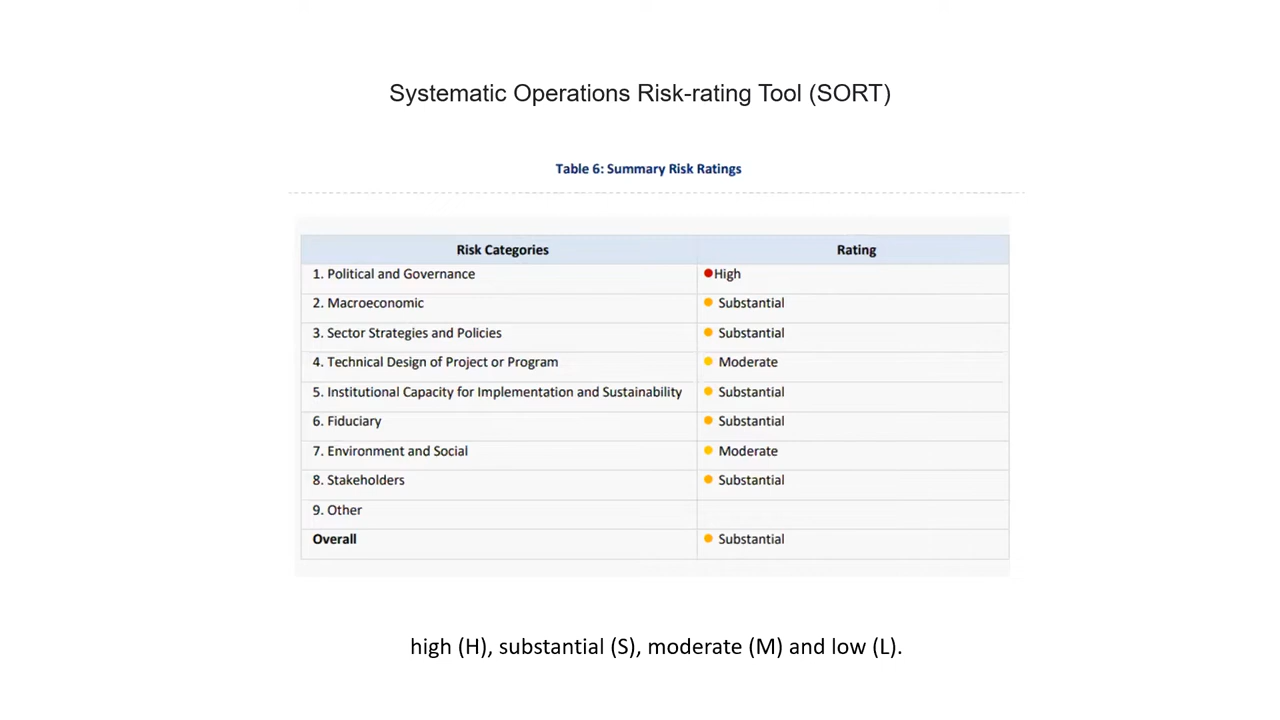 Systematic Operations Risk-rating Tool (SORT)
Table 6: Summary Risk Ratings
Risk Categories Rating
1. Political and Governance High
2. Macroeconomic Substantial
3. Sector Strategies and Policies Substantial
4. Technical Design of Project or Program Moderate
5. Institutional Capacity for Implementation and Sustainability Substantial
6. Fiduciary Substantial
7. Environment and Social Moderate
8. Stakeholders Substantial
9. Other
Overall Substantial
high (H), substantial (S), moderate (M) and low (L).